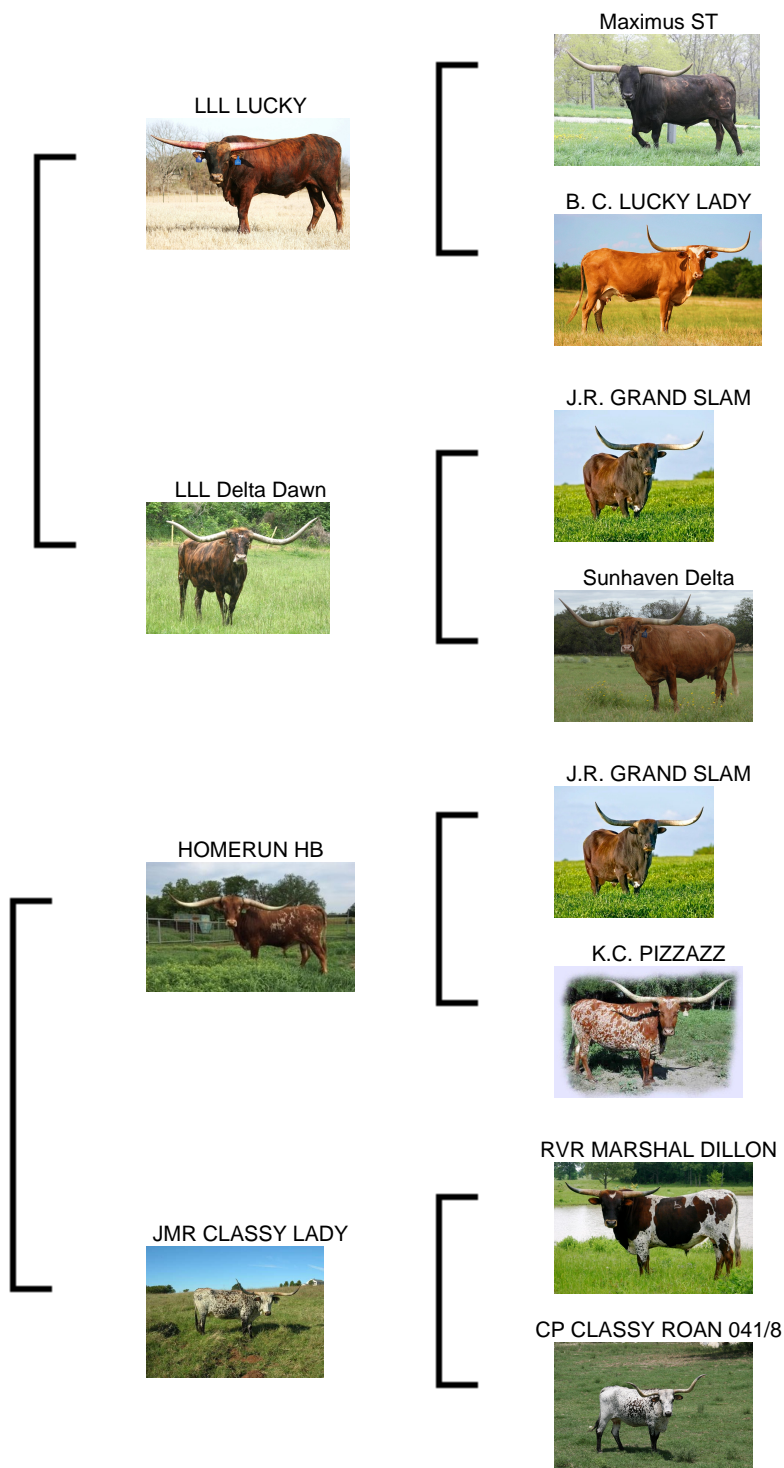 Maximus ST
LLL LUCKY
B. C. LUCKY LADY
J.R. GRAND SLAM
LLL Delta Dawn
Sunhaven Delta
J.R. GRAND SLAM
HOMERUN HB
K.C. PIZZAZZ
RVR MARSHAL DILLON
JMR CLASSY LADY
CP CLASSY ROAN 041/8